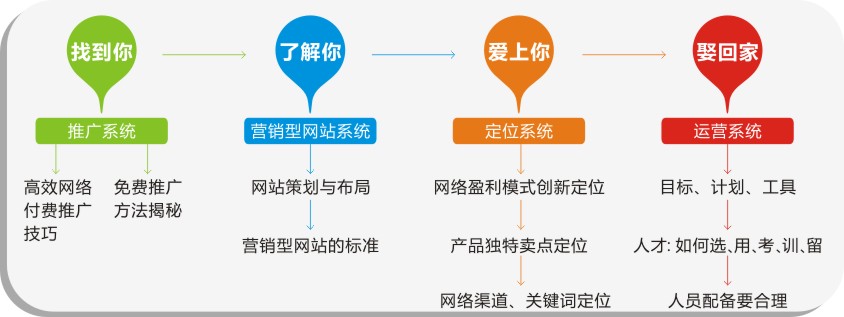 找到你
了解你
爱上你
娶回家
推广系统
营销型网站系统
定位系统
运营系统
高效网络
付费推广
技巧
免费推广
方法揭秘
网站策划与布局
营销型网站的标准
网络盈利模式创新定位
产品独特卖点定位
网络渠道、关键词定位
目标、计划、工具
人才:如何选、用、考、训、留
人员配备要合理